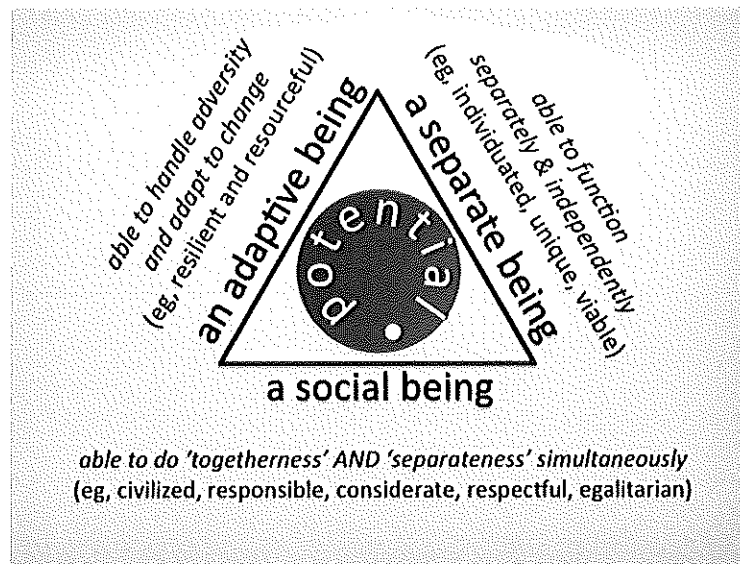 able to handle adversity
and adapt to change
(eg, resilient and resourceful)
an adaptive being
able to function
separately & independently
(eg, individuated, unique, viable)
a separate being
potential
a social being
able to do 'togetherness' AND 'separateness' simultaneously
(eg, civilized, responsible, considerate, respectful, egalitarian)